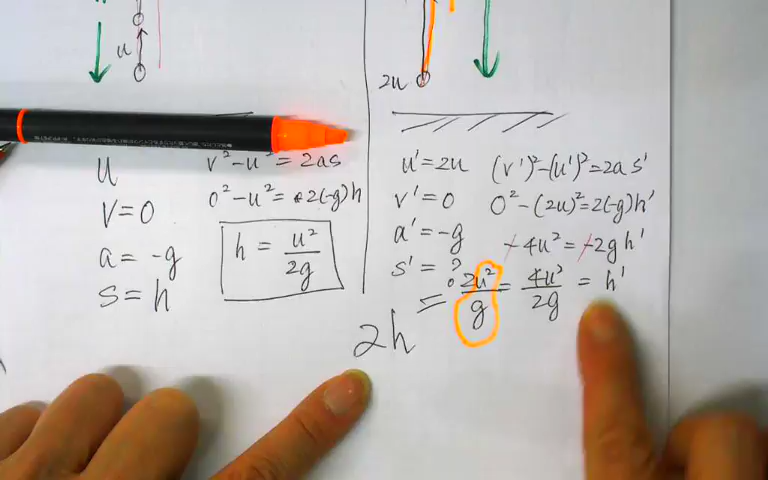 u
2u
u
v² - u² = 2as
v = 0
0² - u² = 2(-g)h
a = -g
h = u²/2g
s = h
u' = 2u
(v')² - (u')² = 2as'
v' = 0
0² - (2u)² = 2(-g)h'
a' = -g
-4u² = -2gh'
s' = ?
2h = 2u²/g = 4u²/2g = h'